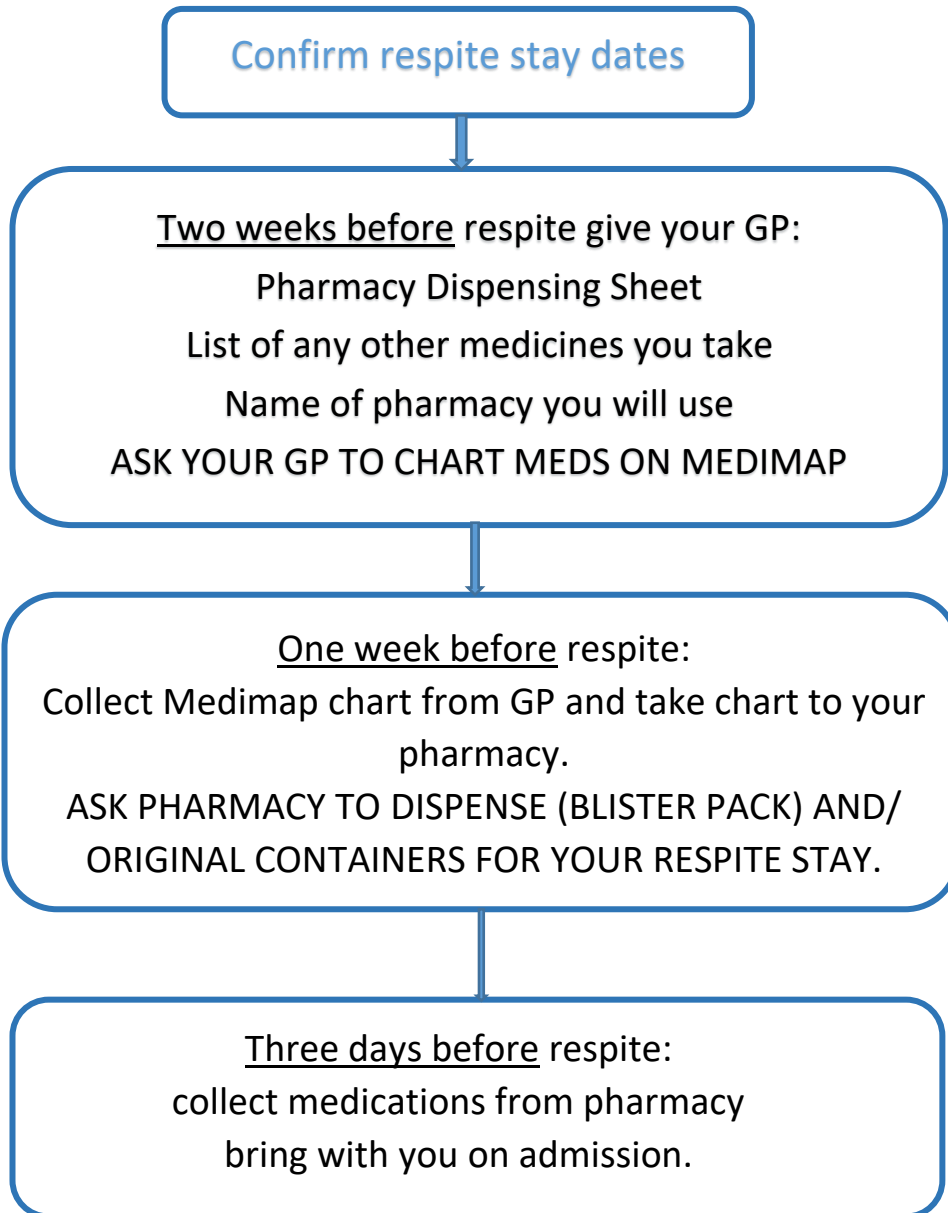 Confirm respite stay dates
Two weeks before respite give your GP:
Pharmacy Dispensing Sheet
List of any other medicines you take
Name of pharmacy you will use
ASK YOUR GP TO CHART MEDS ON MEDIMAP
One week before respite:
Collect Medimap chart from GP and take chart to your
pharmacy.
ASK PHARMACY TO DISPENSE (BLISTER PACK) AND/
ORIGINAL CONTAINERS FOR YOUR RESPITE STAY.
Three days before respite:
collect medications from pharmacy
bring with you on admission.